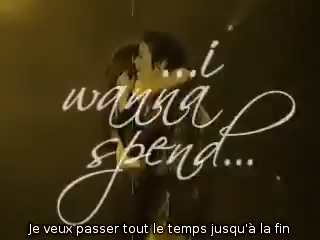 ...i
wanna
spend...
Je veux passer tout le temps jusqu'à la fin